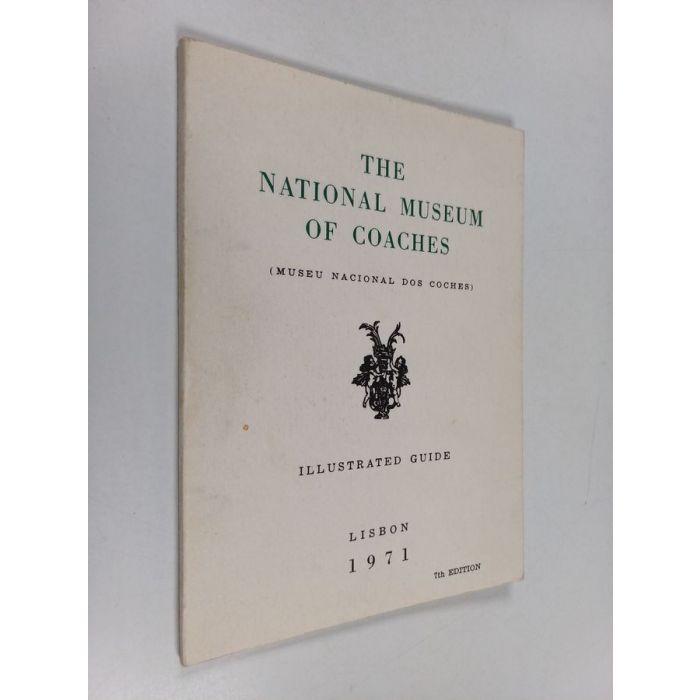 THE
NATIONAL MUSEUM
OF COACHES
(MUSEU NACIONAL DOS COCHES)
ILLUSTRATED GUIDE
LISBON
1971
7th EDITION